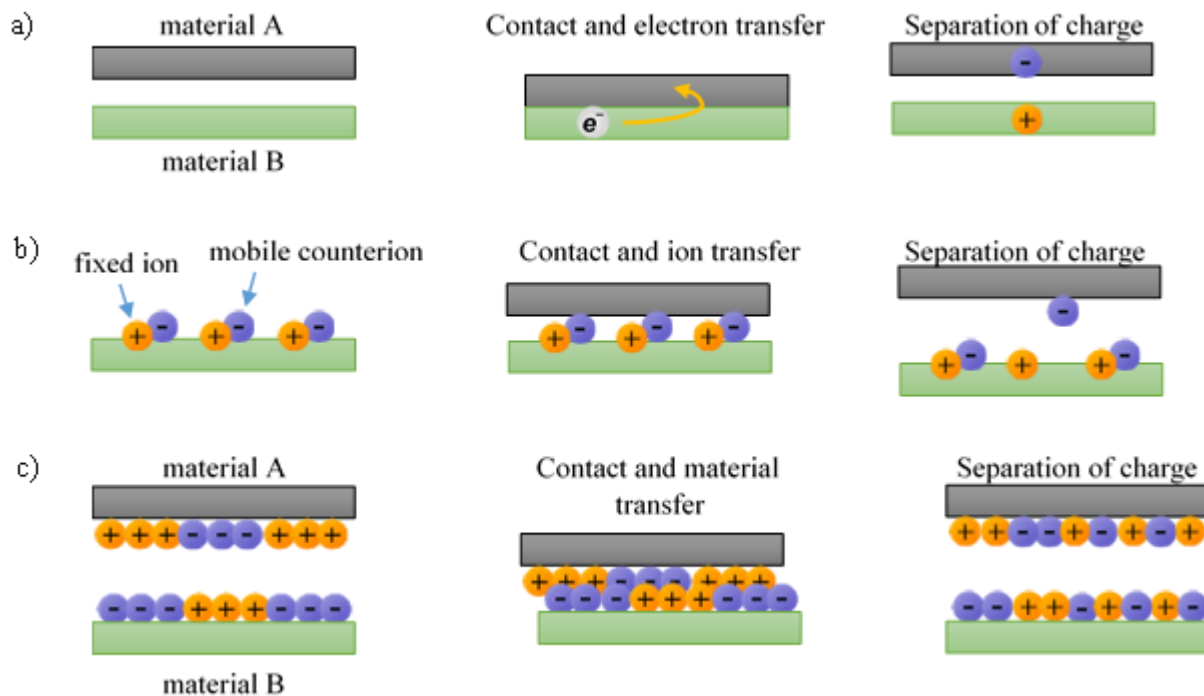 a)
material A
Contact and electron transfer
Separation of charge
e⁻
-
+
material B
b)
fixed ion
mobile counterion
Contact and ion transfer
Separation of charge
+ - + - + -
+ - + - + -
-
+ - + + -
c)
material A
Contact and material
transfer
Separation of charge
+ + + - - - + + +
- - - + + + - - -
+ + + - - - + + +
- - - + + + - - -
+ + - - + - + - +
- - + + - + - + -
material B